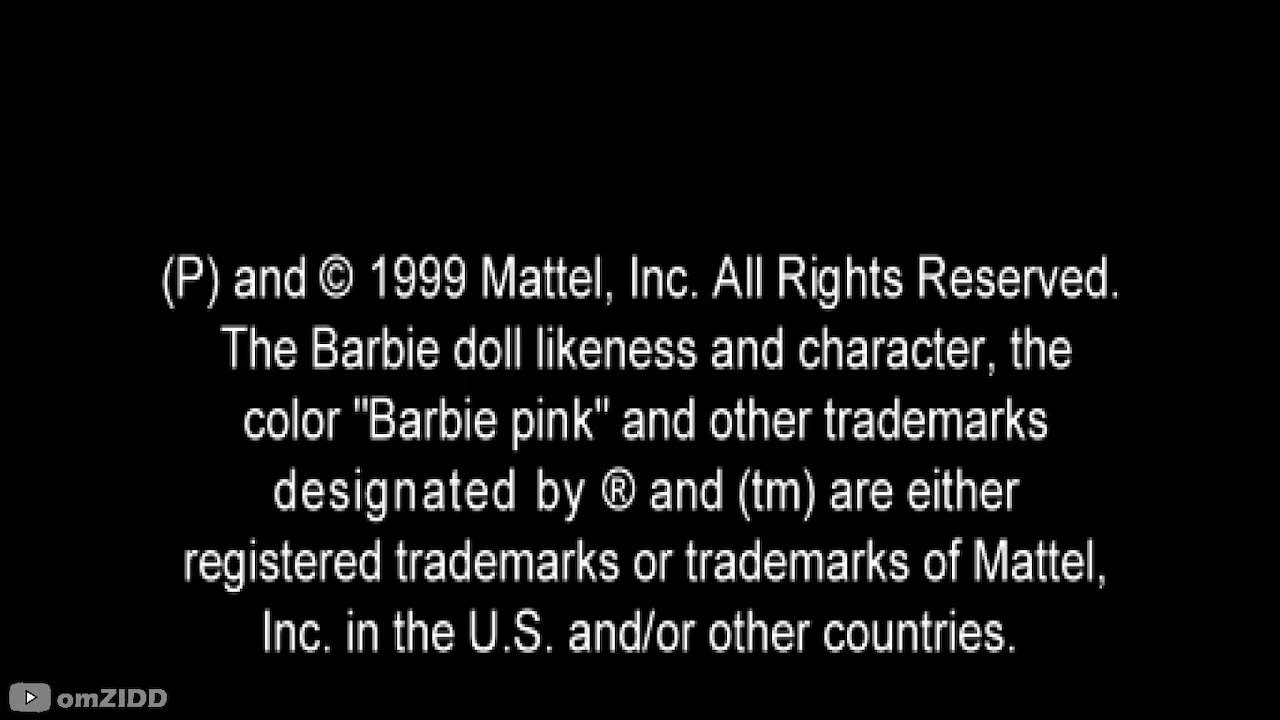 (P) and © 1999 Mattel, Inc. All Rights Reserved.
The Barbie doll likeness and character, the
color "Barbie pink" and other trademarks
designated by ® and (tm) are either
registered trademarks or trademarks of Mattel,
Inc. in the U.S. and/or other countries.
omZIDD